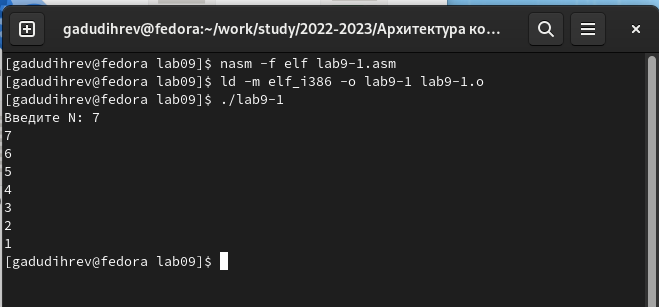 gadudihrev@fedora:~/work/study/2022-2023/Архитектура ко...
[gadudihrev@fedora lab09]$ nasm -f elf lab9-1.asm
[gadudihrev@fedora lab09]$ ld -m elf_i386 -o lab9-1 lab9-1.o
[gadudihrev@fedora lab09]$ ./lab9-1
Введите N: 7
7
6
5
4
3
2
1
[gadudihrev@fedora lab09]$